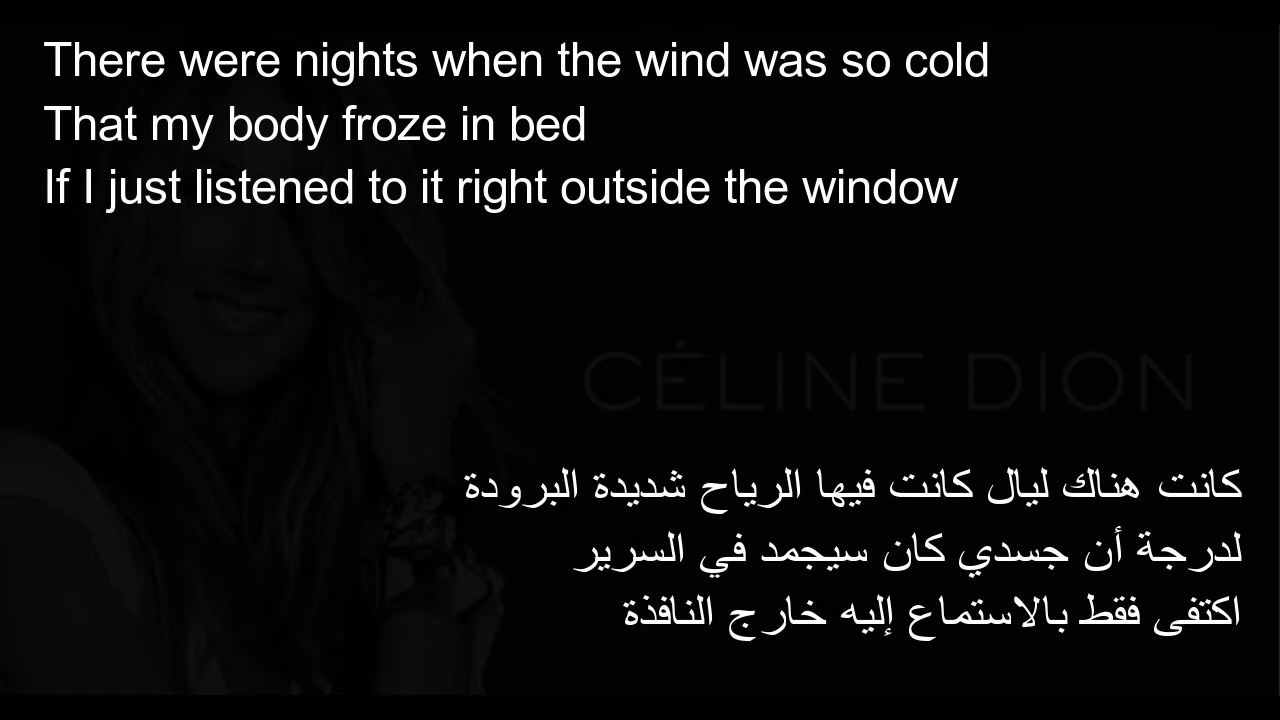 There were nights when the wind was so cold
That my body froze in bed
If I just listened to it right outside the window
CÉLINE DION
كانت هناك ليال كانت فيها الرياح شديدة البرودة
لدرجة أن جسدي كان سيجمد في السرير
اكتفى فقط بالاستماع إليه خارج النافذة